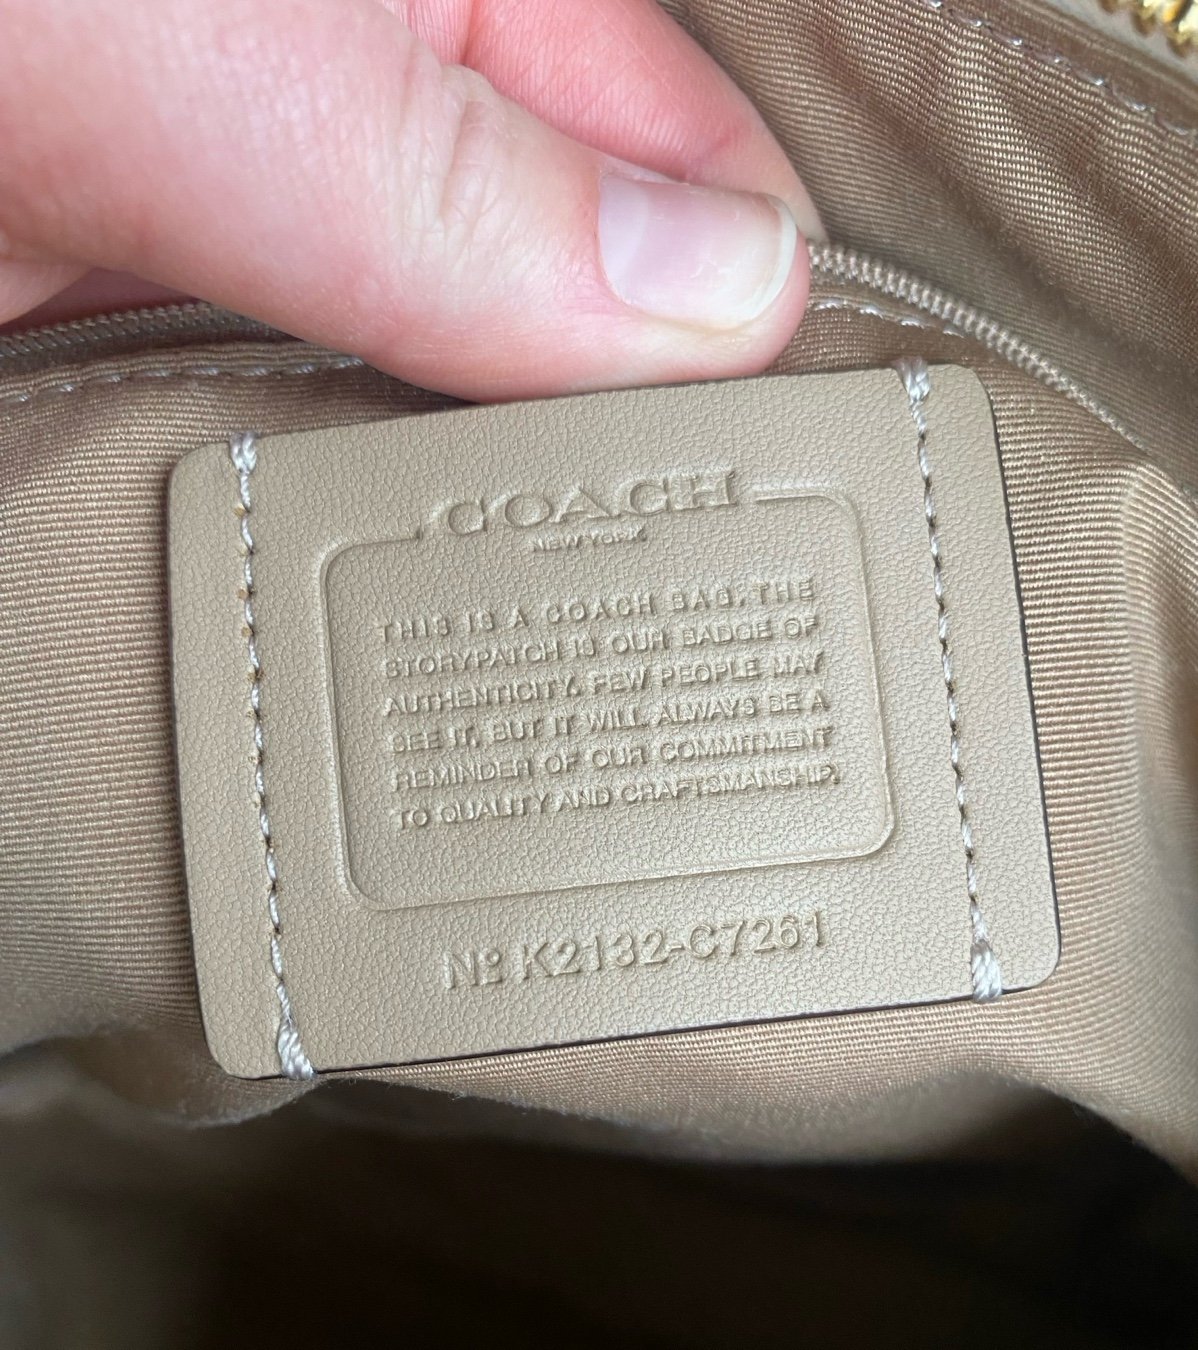 COACH
NEW YORK
THIS IS A COACH BAG. THE
STORYPATCH IS OUR BADGE OF
AUTHENTICITY. FEW PEOPLE MAY
SEE IT, BUT IT WILL ALWAYS BE A
REMINDER OF OUR COMMITMENT
TO QUALITY AND CRAFTSMANSHIP.
Nº K2132-C7261